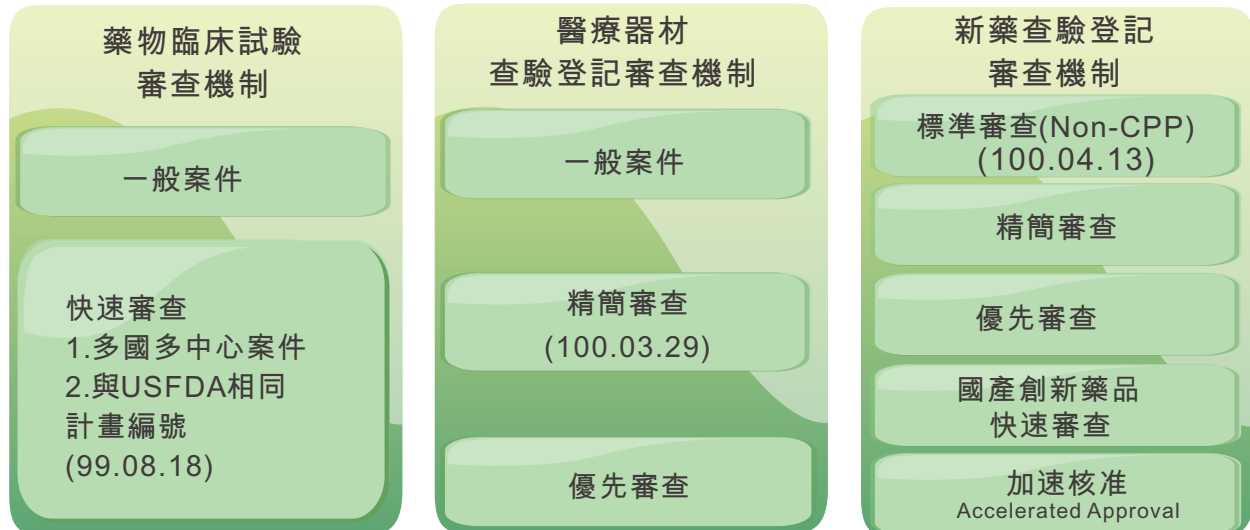 藥物臨床試驗
審查機制
一般案件
快速審查
1.多國多中心案件
2.與USFDA相同
計畫編號
(99.08.18)
醫療器材
查驗登記審查機制
一般案件
精簡審查
(100.03.29)
優先審查
新藥查驗登記
審查機制
標準審查(Non-CPP)
(100.04.13)
精簡審查
優先審查
國產創新藥品
快速審查
加速核准
Accelerated Approval